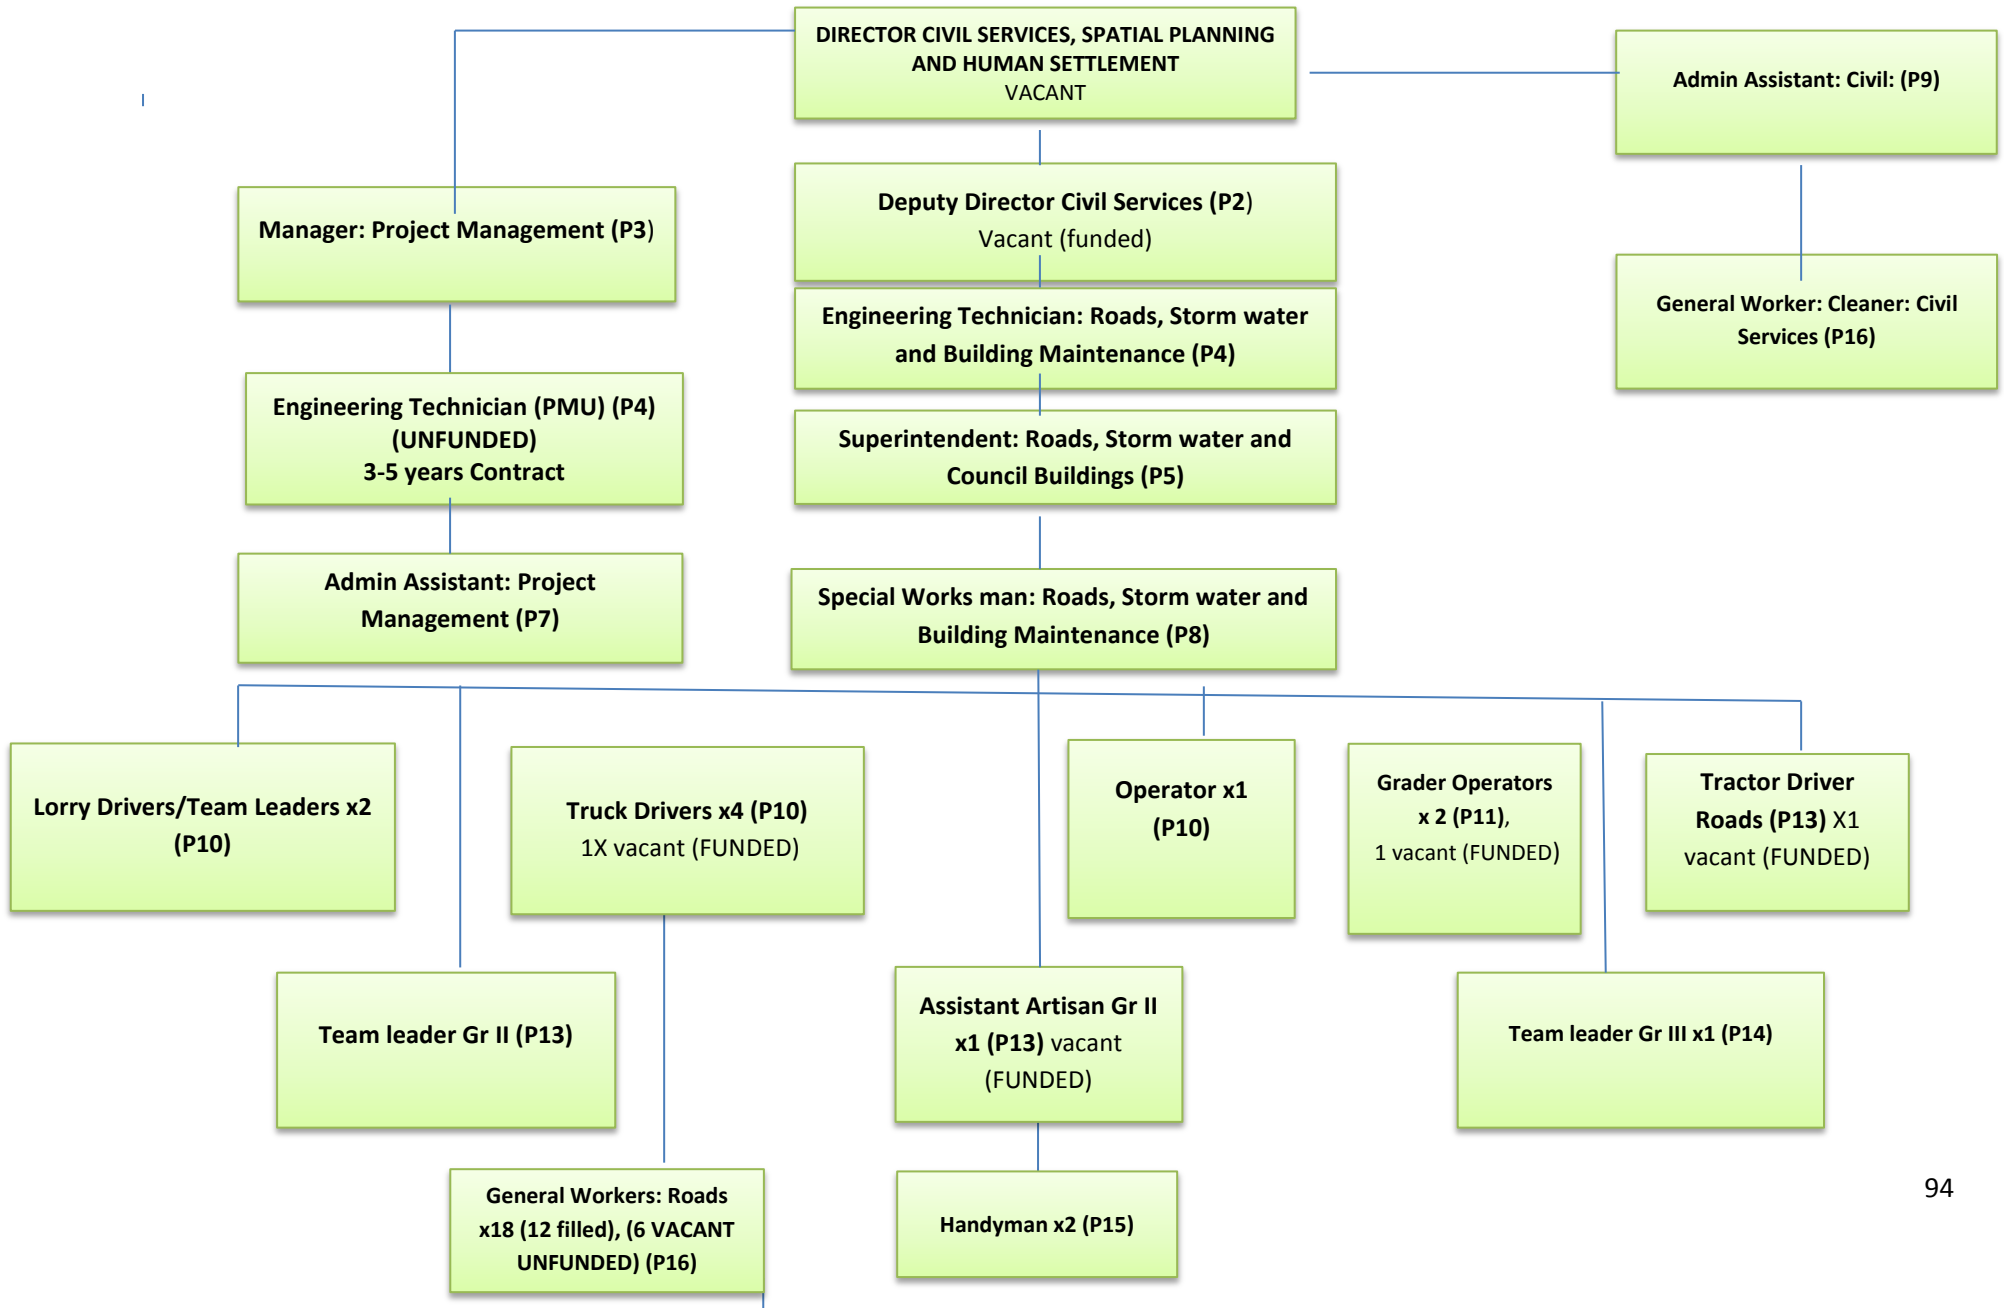 DIRECTOR CIVIL SERVICES, SPATIAL PLANNING
AND HUMAN SETTLEMENT
VACANT
Admin Assistant: Civil: (P9)
Manager: Project Management (P3)
Deputy Director Civil Services (P2)
Vacant (funded)
General Worker: Cleaner: Civil
Services (P16)
Engineering Technician: Roads, Storm water
and Building Maintenance (P4)
Engineering Technician (PMU) (P4)
(UNFUNDED)
3-5 years Contract
Superintendent: Roads, Storm water and
Council Buildings (P5)
Admin Assistant: Project
Management (P7)
Special Works man: Roads, Storm water and
Building Maintenance (P8)
Lorry Drivers/Team Leaders x2
(P10)
Truck Drivers x4 (P10)
1X vacant (FUNDED)
Operator x1
(P10)
Grader Operators
x 2 (P11),
1 vacant (FUNDED)
Tractor Driver
Roads (P13) X1
vacant (FUNDED)
Team leader Gr II (P13)
Assistant Artisan Gr II
x1 (P13) vacant
(FUNDED)
Team leader Gr III x1 (P14)
General Workers: Roads
x18 (12 filled), (6 VACANT
UNFUNDED) (P16)
Handyman x2 (P15)
94